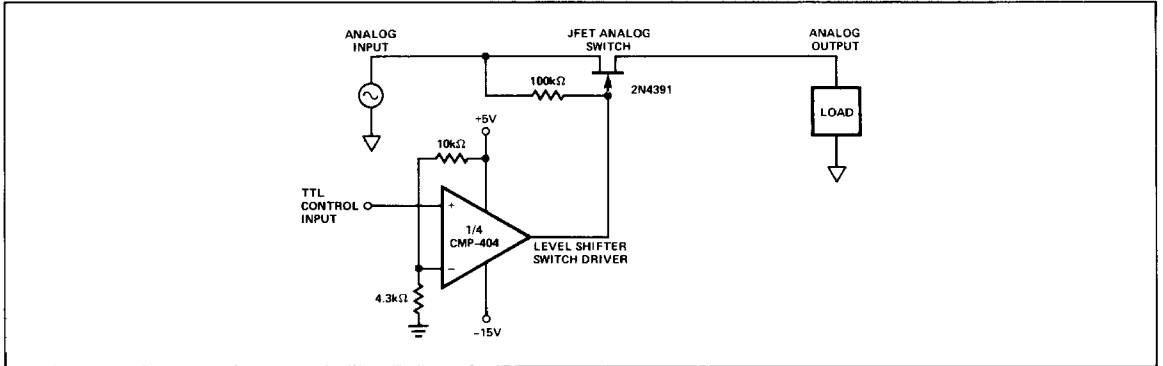 ANALOG
INPUT
JFET ANALOG
SWITCH
ANALOG
OUTPUT
100kΩ
2N4391
LOAD
+5V
10kΩ
TTL
CONTROL
INPUT
+
1/4
CMP-404
−
LEVEL SHIFTER
SWITCH DRIVER
4.3kΩ
−15V